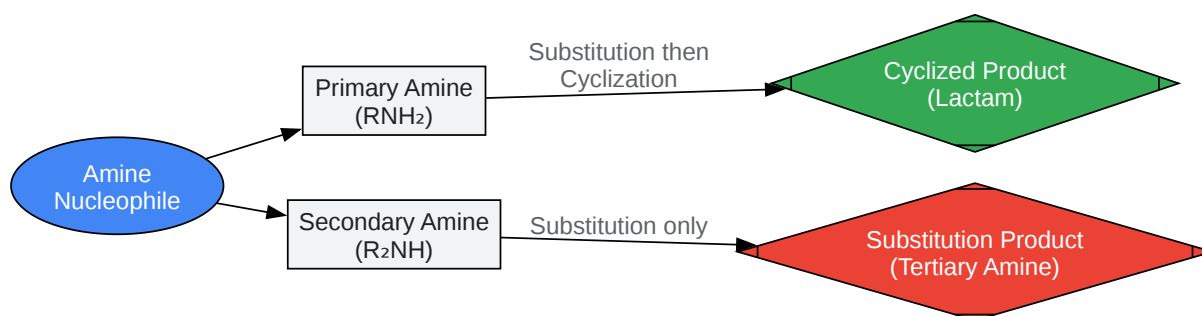 Amine
Nucleophile
Primary Amine
(RNH₂)
Substitution then
Cyclization
Cyclized Product
(Lactam)
Secondary Amine
(R₂NH)
Substitution only
Substitution Product
(Tertiary Amine)